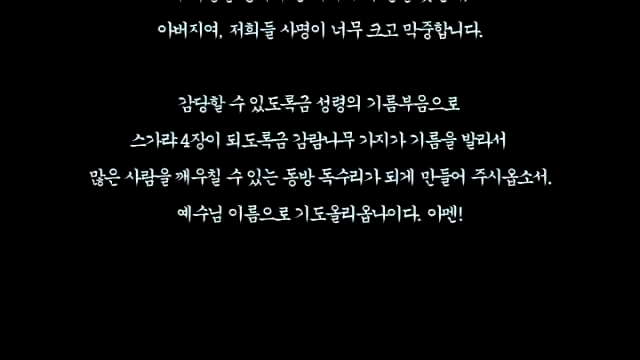 아버지여, 저희들 사명이 너무 크고 막중합니다.
감당할 수 있도록금 성령의 기름부음으로
스가랴 4장이 되도록금 감람나무 가지가 기름을 발라서
많은 사람을 깨우칠 수 있는 동방 독수리가 되게 만들어 주시옵소서.
예수님 이름으로 기도올리옵나이다. 아멘!